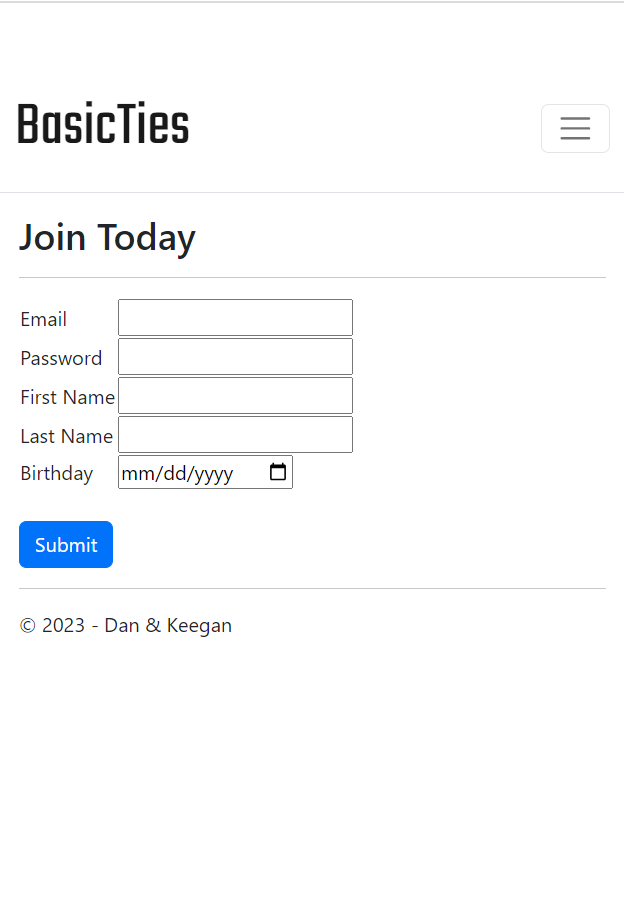 BasicTies
Join Today
Email
Password
First Name
Last Name
Birthday mm/dd/yyyy
Submit
© 2023 - Dan & Keegan